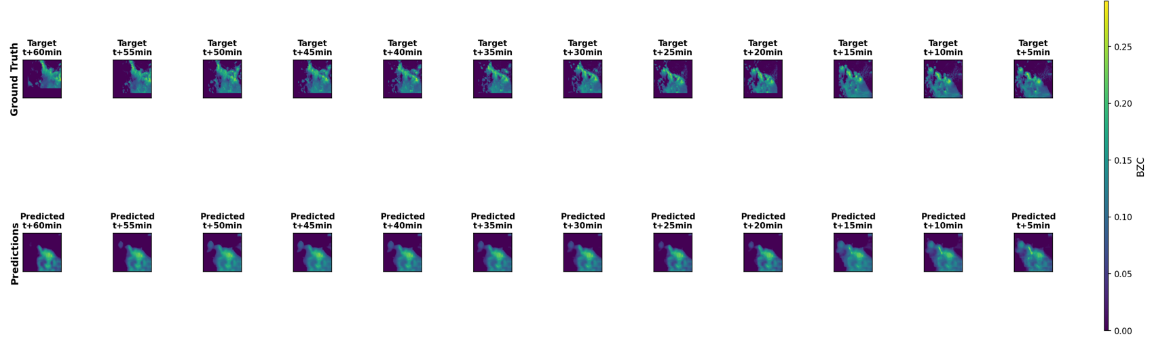 Ground Truth
Target
t+60min
Target
t+55min
Target
t+50min
Target
t+45min
Target
t+40min
Target
t+35min
Target
t+30min
Target
t+25min
Target
t+20min
Target
t+15min
Target
t+10min
Target
t+5min
Predictions
Predicted
t+60min
Predicted
t+55min
Predicted
t+50min
Predicted
t+45min
Predicted
t+40min
Predicted
t+35min
Predicted
t+30min
Predicted
t+25min
Predicted
t+20min
Predicted
t+15min
Predicted
t+10min
Predicted
t+5min
0.25
0.20
0.15
0.10
0.05
0.00
BZC